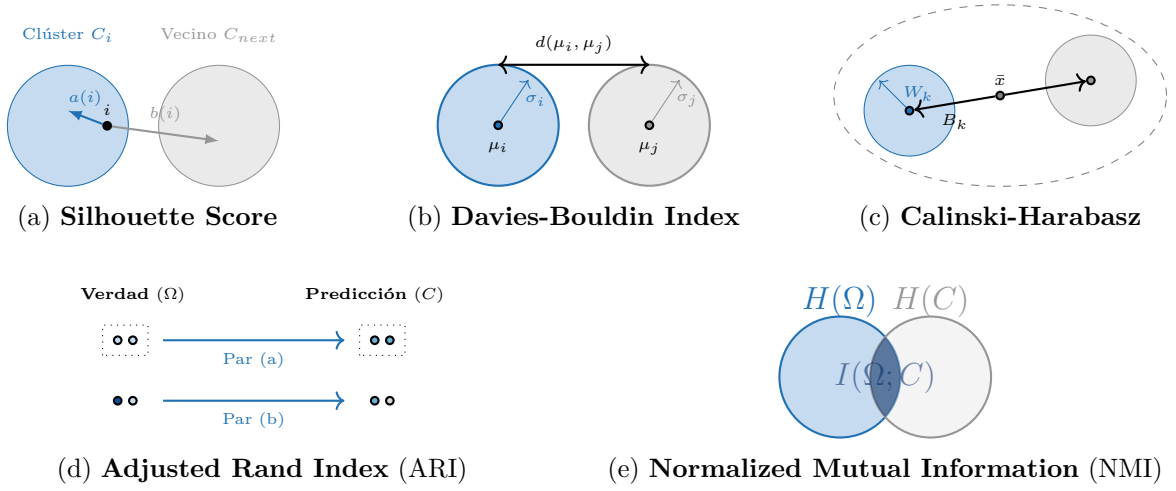 Clúster $C_i$
Vecino $C_{next}$
$a(i)$
$i$
$b(i)$
(a) Silhouette Score
$d(\mu_i, \mu_j)$
$\sigma_i$
$\sigma_j$
$\mu_i$
$\mu_j$
(b) Davies-Bouldin Index
$W_k$
$\bar{x}$
$B_k$
(c) Calinski-Harabasz
Verdad ($\Omega$)
Predicción ($C$)
Par (a)
Par (b)
(d) Adjusted Rand Index (ARI)
$H(\Omega)$
$H(C)$
$I(\Omega; C)$
(e) Normalized Mutual Information (NMI)